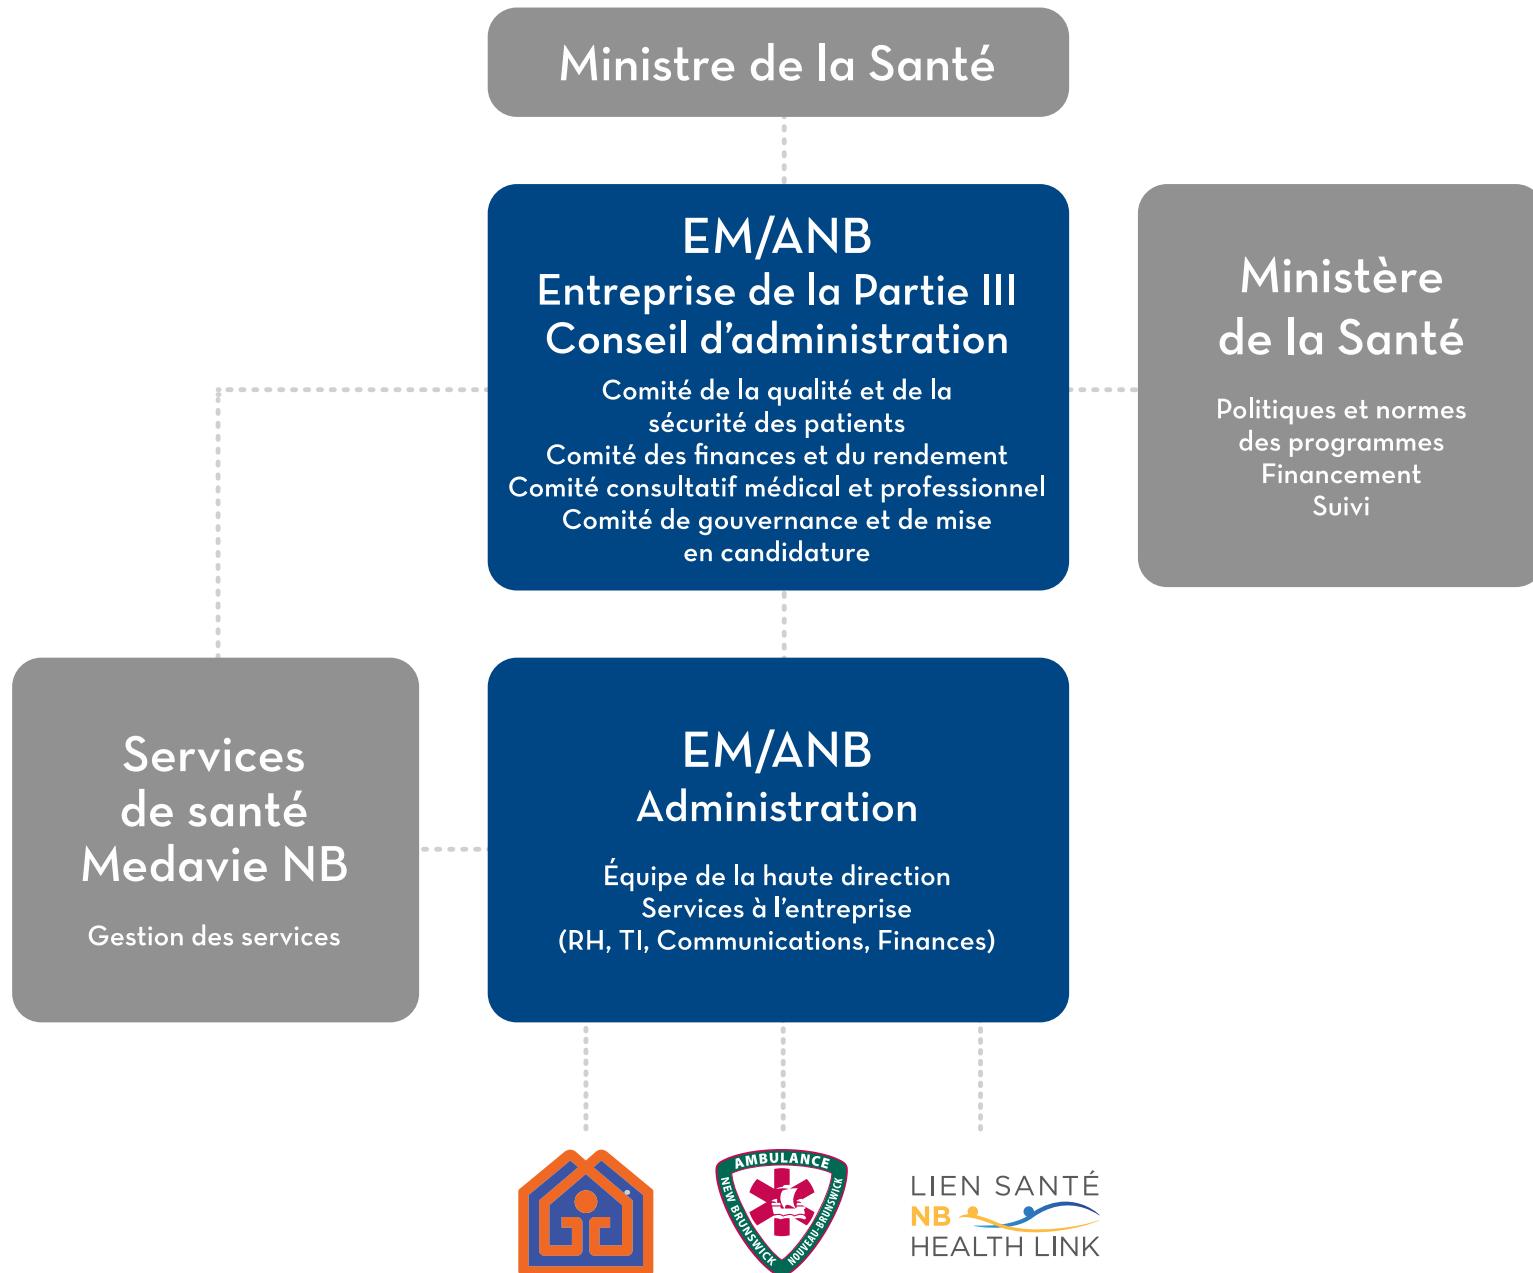 Ministre de la Santé
EM/ANB
Entreprise de la Partie III
Conseil d’administration
Comité de la qualité et de la
sécurité des patients
Comité des finances et du rendement
Comité consultatif médical et professionnel
Comité de gouvernance et de mise
en candidature
Ministère
de la Santé
Politiques et normes
des programmes
Financement
Suivi
Services
de santé
Medavie NB
Gestion des services
EM/ANB
Administration
Équipe de la haute direction
Services à l’entreprise
(RH, TI, Communications, Finances)
AMBULANCE
NEW BRUNSWICK
NOUVEAU-BRUNSWICK
LIEN SANTÉ
NB
HEALTH LINK